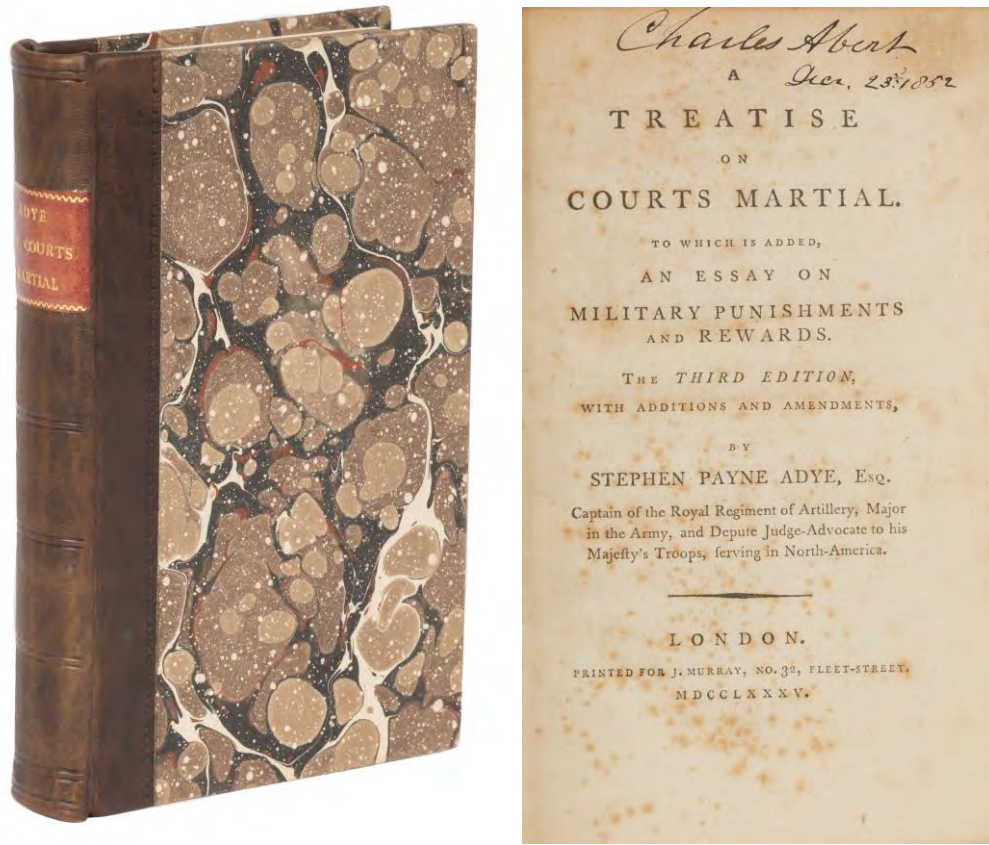 ADYE
COURTS
MARTIAL
Charles Abert
Decr. 23d. 1852
A
TREATISE
ON
COURTS MARTIAL.
TO WHICH IS ADDED,
AN ESSAY ON
MILITARY PUNISHMENTS
AND REWARDS.
THE THIRD EDITION,
WITH ADDITIONS AND AMENDMENTS,
BY
STEPHEN PAYNE ADYE, ESQ.
Captain of the Royal Regiment of Artillery, Major
in the Army, and Depute Judge-Advocate to his
Majeſty's Troops, ſerving in North-America.
LONDON.
PRINTED FOR J. MURRAY, NO. 32, FLEET-STREET.
MDCCLXXXV.